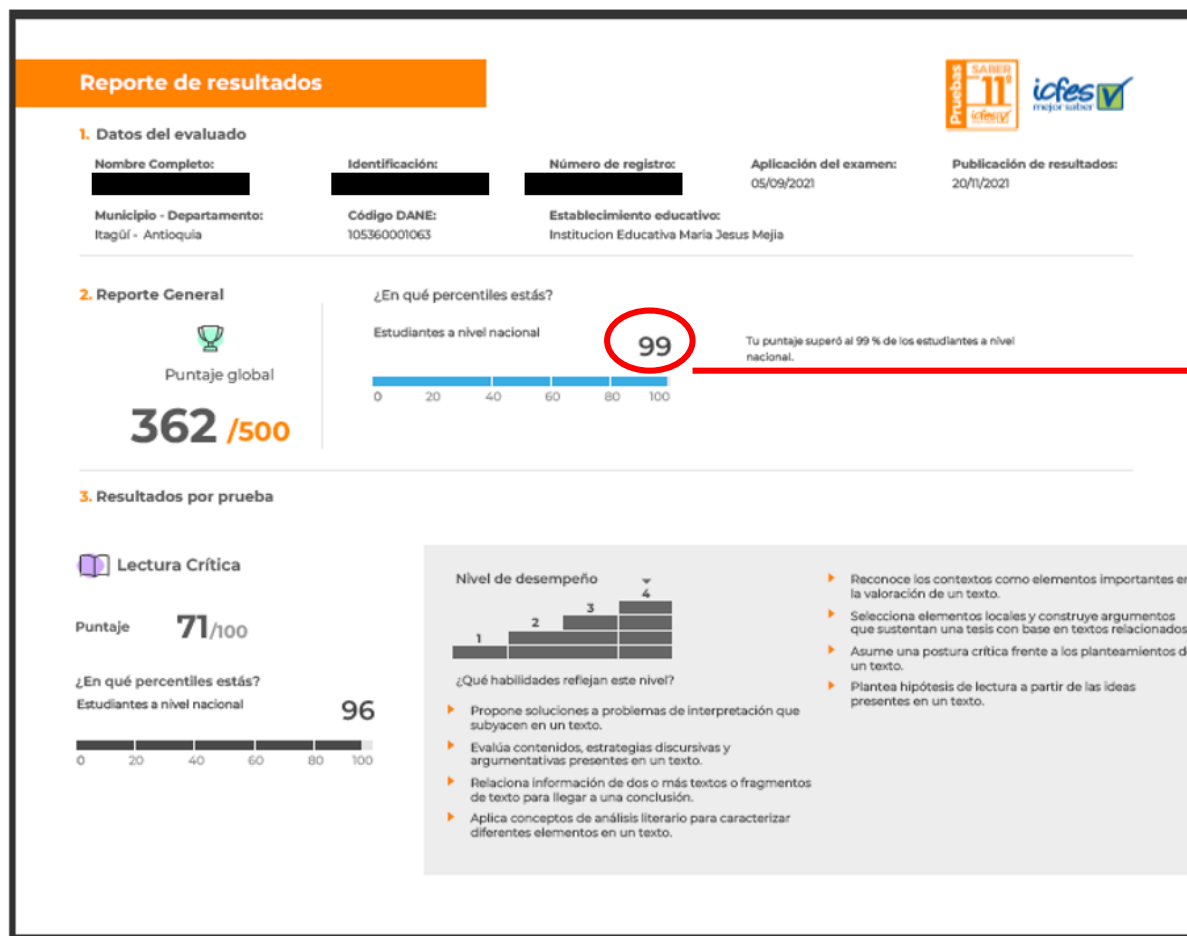 Reporte de resultados
Pruebas
SABER
11°
icfes
icfes
mejor saber
1. Datos del evaluado
Nombre Completo:
Identificación:
Número de registro:
Aplicación del examen:
05/09/2021
Publicación de resultados:
20/11/2021
Municipio - Departamento:
Itagüí - Antioquia
Código DANE:
105360001063
Establecimiento educativo:
Institucion Educativa Maria Jesus Mejia
2. Reporte General
Puntaje global
362 /500
¿En qué percentiles estás?
Estudiantes a nivel nacional
99
0 20 40 60 80 100
Tu puntaje superó al 99 % de los estudiantes a nivel
nacional.
3. Resultados por prueba
Lectura Crítica
Puntaje 71/100
¿En qué percentiles estás?
Estudiantes a nivel nacional
96
0 20 40 60 80 100
Nivel de desempeño
1 2 3 4
¿Qué habilidades reflejan este nivel?
Propone soluciones a problemas de interpretación que
subyacen en un texto.
Evalúa contenidos, estrategias discursivas y
argumentativas presentes en un texto.
Relaciona información de dos o más textos o fragmentos
de texto para llegar a una conclusión.
Aplica conceptos de análisis literario para caracterizar
diferentes elementos en un texto.
Reconoce los contextos como elementos importantes en
la valoración de un texto.
Selecciona elementos locales y construye argumentos
que sustentan una tesis con base en textos relacionados
Asume una postura crítica frente a los planteamientos d
un texto.
Plantea hipótesis de lectura a partir de las ideas
presentes en un texto.